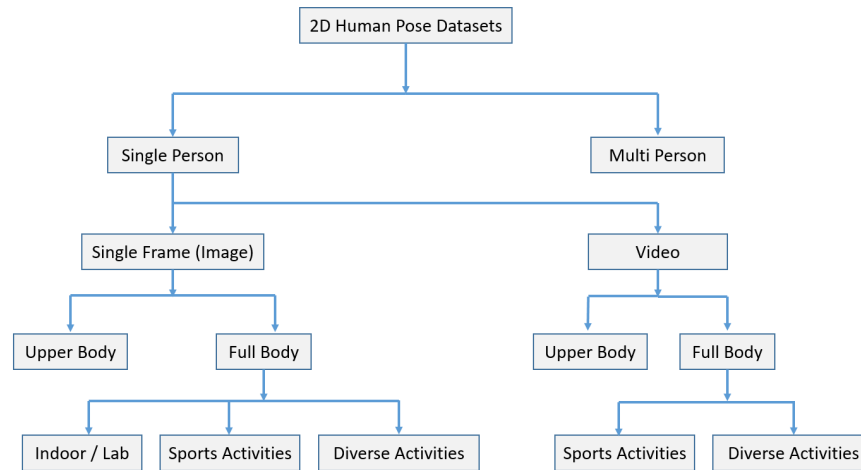 2D Human Pose Datasets
Single Person
Multi Person
Single Frame (Image)
Video
Upper Body
Full Body
Upper Body
Full Body
Indoor / Lab
Sports Activities
Diverse Activities
Sports Activities
Diverse Activities